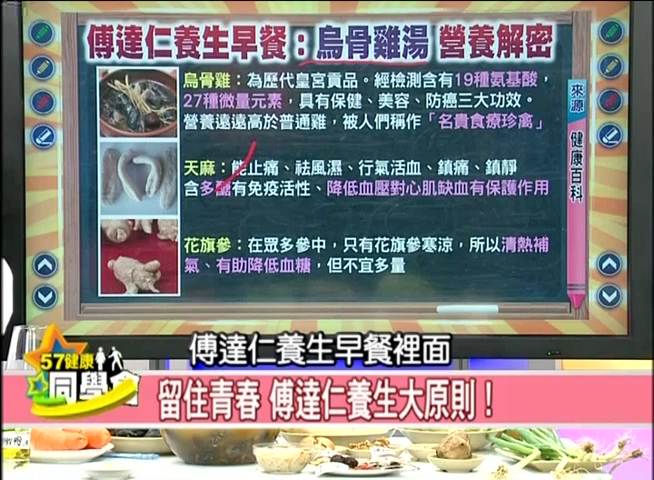 傅達仁養生早餐：烏骨雞湯 營養解密
烏骨雞：為歷代皇宮貢品。經檢測含有19種氨基酸，
27種微量元素，具有保健、美容、防癌三大功效。
營養遠遠高於普通雞，被人們稱作「名貴食療珍禽」
天麻：能止痛、祛風濕、行氣活血、鎮痛、鎮靜
含多醣有免疫活性、降低血壓對心肌缺血有保護作用
花旗參：在眾多參中，只有花旗參寒涼，所以清熱補
氣、有助降低血糖，但不宜多量
來源 健康百科
傅達仁養生早餐裡面
57健康
同學會
留住青春 傅達仁養生大原則！